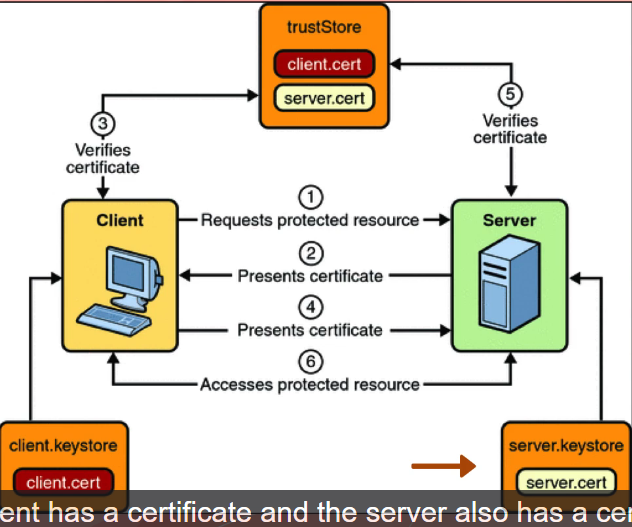 trustStore
client.cert
server.cert
3
Verifies
certificate
5
Verifies
certificate
Client
Server
1
Requests protected resource
2
Presents certificate
4
Presents certificate
6
Accesses protected resource
client.keystore
client.cert
server.keystore
server.cert
has a certificate and the server also has a